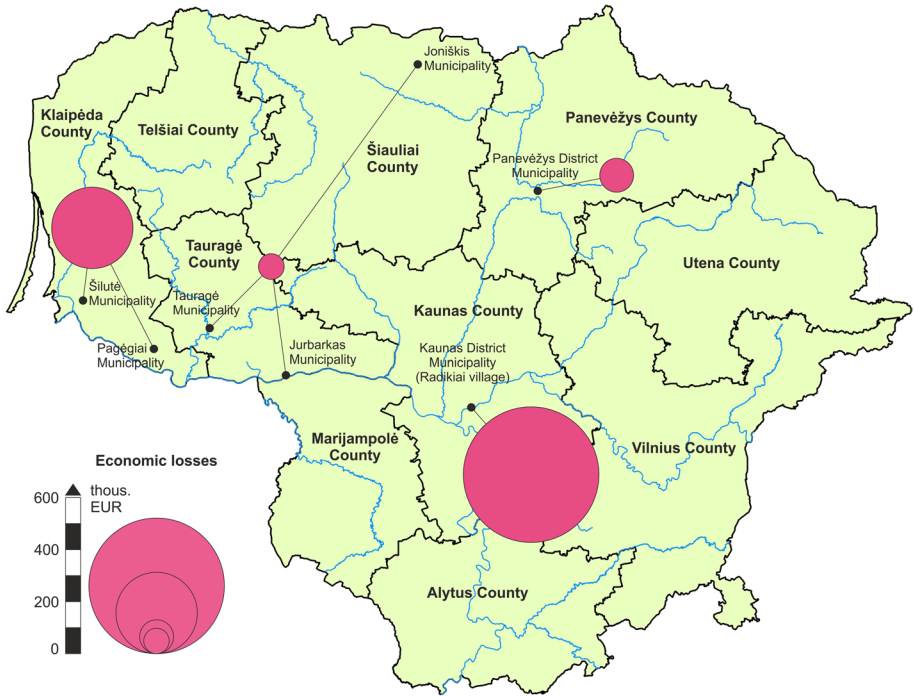 Joniškis
Municipality
Klaipėda
County
Telšiai County
Šiauliai
County
Panevėžys County
Panevėžys District
Municipality
Tauragė
County
Utena County
Šilutė
Municipality
Tauragė
Municipality
Kaunas County
Pagėgiai
Municipality
Jurbarkas
Municipality
Kaunas District
Municipality
(Radikiai village)
Marijampolė
County
Vilnius County
Alytus County
Economic losses
thous.
EUR
600
400
200
0